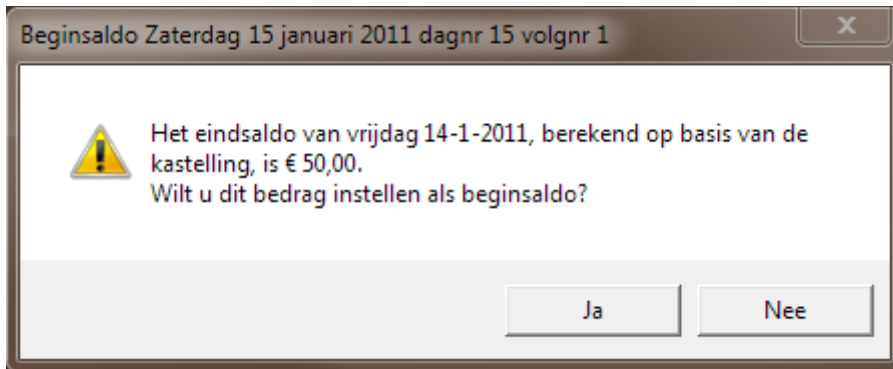 Beginsaldo Zaterdag 15 januari 2011 dagnr 15 volgnr 1
Het eindsaldo van vrijdag 14-1-2011, berekend op basis van de
kastelling, is € 50,00.
Wilt u dit bedrag instellen als beginsaldo?
Ja
Nee